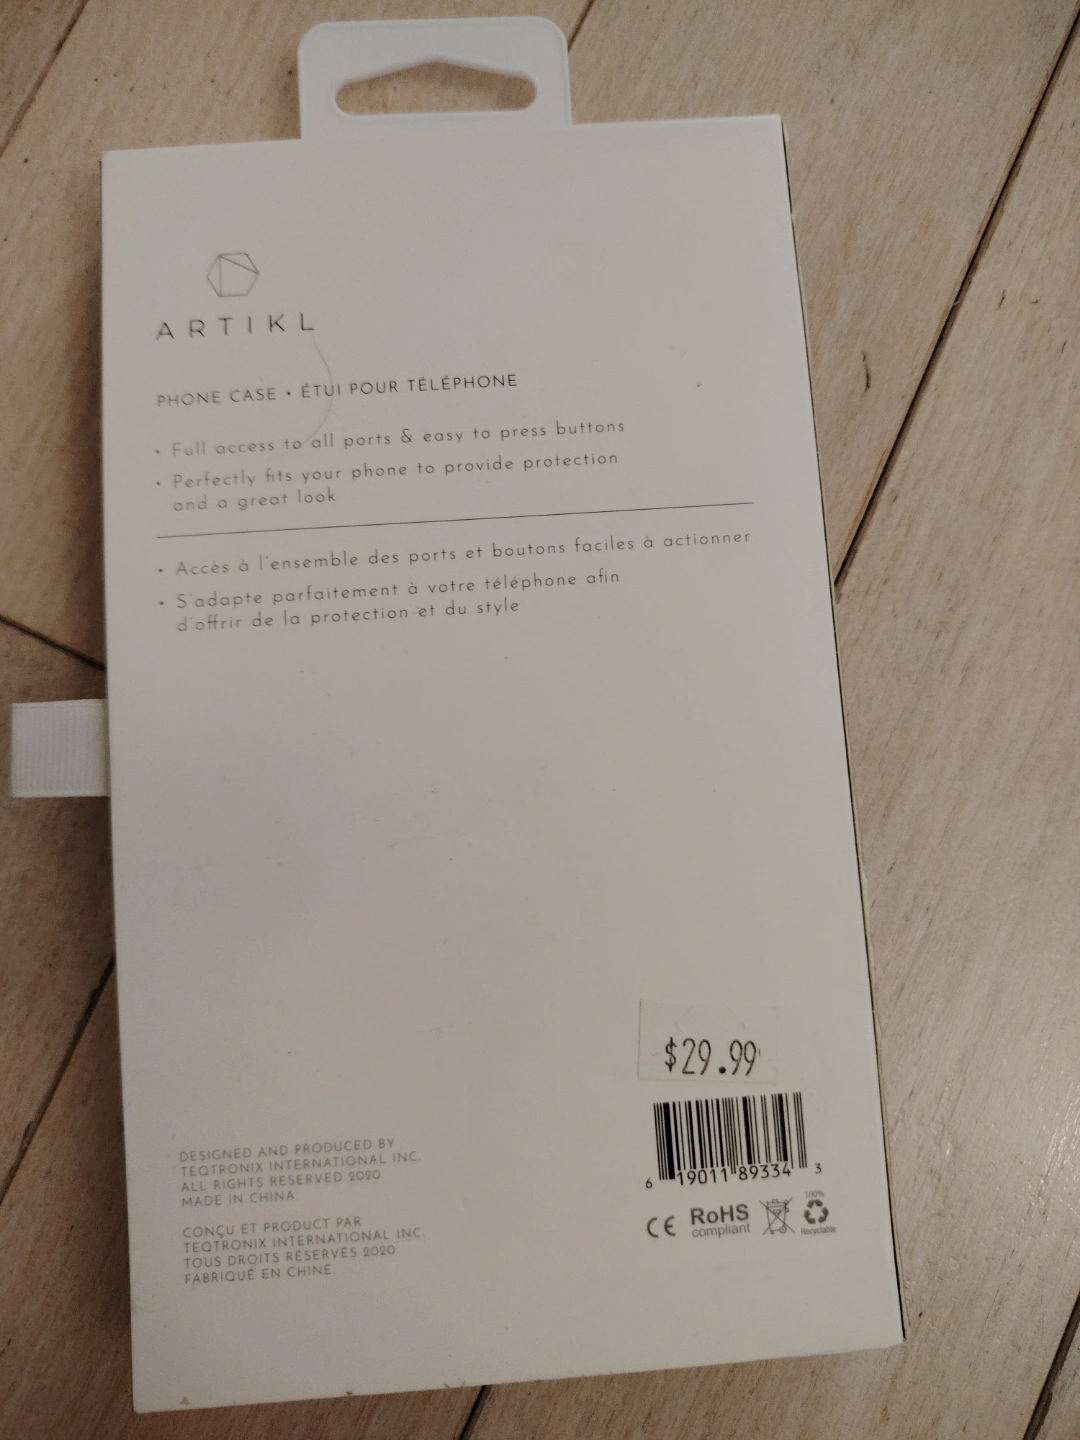 ARTIKL
PHONE CASE • ÉTUI POUR TÉLÉPHONE
• Full access to all ports & easy to press buttons
• Perfectly fits your phone to provide protection
and a great look
• Accès à l'ensemble des ports et boutons faciles à actionner
• S'adapte parfaitement à votre téléphone afin
d'offrir de la protection et du style
$29.99
6 19011 89334 3
CE RoHS
compliant
100%
Recyclable
DESIGNED AND PRODUCED BY
TEQTRONIX INTERNATIONAL INC.
ALL RIGHTS RESERVED 2020.
MADE IN CHINA.
CONÇU ET PRODUCT PAR
TEQTRONIX INTERNATIONAL INC.
TOUS DROITS RÉSERVÉS 2020.
FABRIQUÉ EN CHINE.